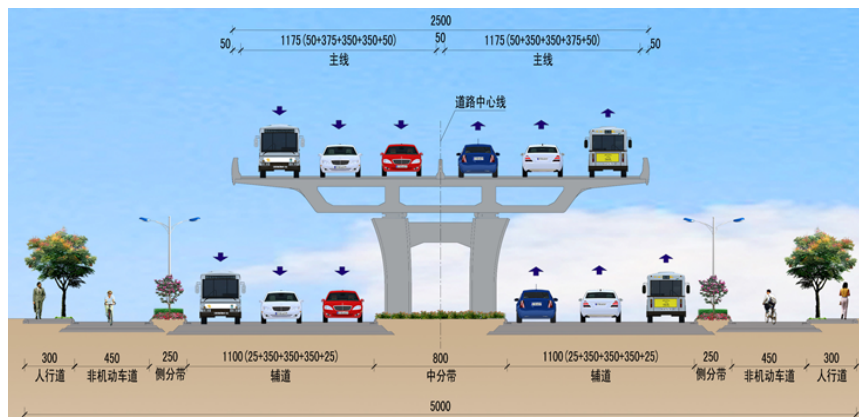 2500
50 1175(50+375+350+350+50) 50 1175(50+350+350+375+50) 50
主线 主线
道路中心线
300 450 250 1100(25+350+350+350+25) 800 1100(25+350+350+350+25) 250 450 300
人行道 非机动车道 侧分带 辅道 中分带 辅道 侧分带 非机动车道 人行道
5000